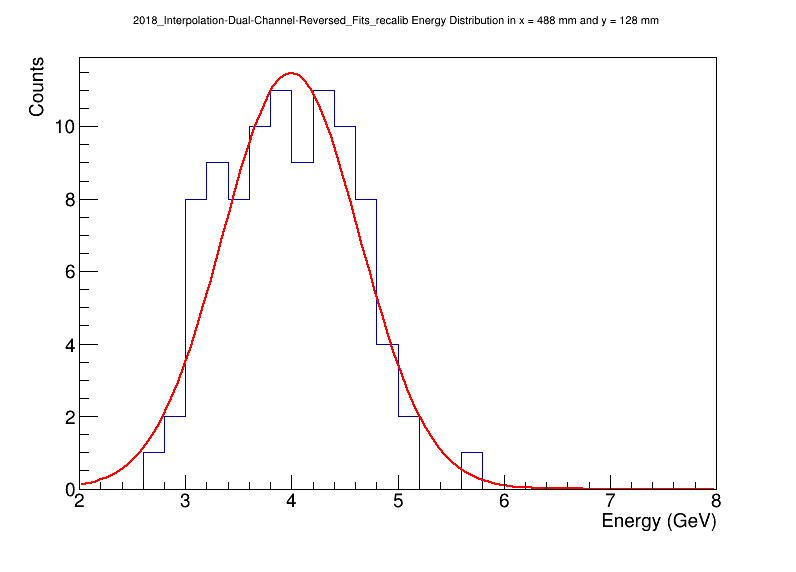 2018_Interpolation-Dual-Channel-Reversed_Fits_recalib Energy Distribution in x = 488 mm and y = 128 mm
Counts
10
8
6
4
2
0
2 3 4 5 6 7 8
Energy (GeV)